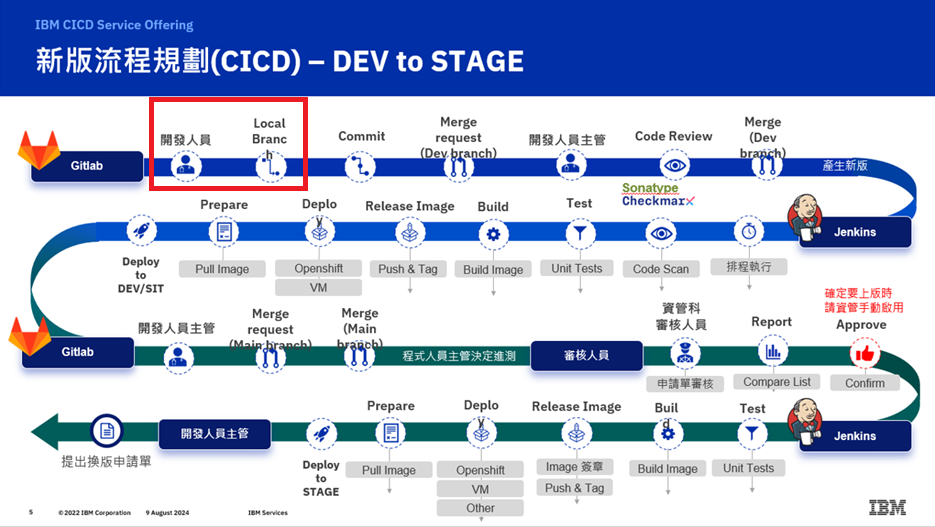 IBM CICD Service Offering
新版流程規劃(CICD) – DEV to STAGE
Gitlab
開發人員
Local
Branc
h
Commit
Merge
request
(Dev branch)
開發人員主管
Code Review
Merge
(Dev
branch)
產生新版
Sonatype
Checkmarx
Jenkins
排程執行
Code Scan
Test
Unit Tests
Build
Build Image
Release Image
Push & Tag
Deplo
y
Openshift
VM
Prepare
Pull Image
Deploy
to
DEV/SIT
Gitlab
開發人員主管
Merge
request
(Main branch)
Merge
(Main
branch)
程式人員主管決定進測
審核人員
資管科
審核人員
申請單審核
Report
Compare List
確定要上版時
請資管手動啟用
Approve
Confirm
Jenkins
Test
Unit Tests
Buil
d
Build Image
Release Image
Image 簽章
Push & Tag
Deplo
y
Openshift
VM
Other
Prepare
Pull Image
Deploy
to
STAGE
開發人員主管
提出換版申請單
5
© 2022 IBM Corporation
9 August 2024
IBM Services
IBM